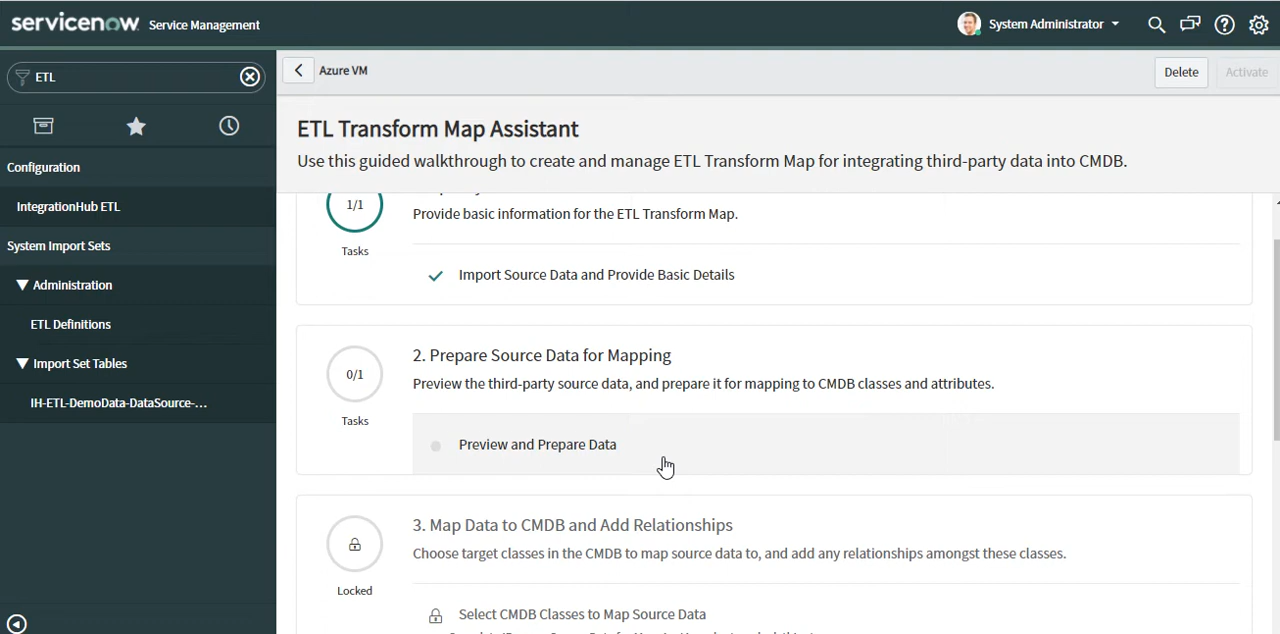 servicenow Service Management
System Administrator
ETL
Azure VM
Delete
Activate
ETL Transform Map Assistant
Use this guided walkthrough to create and manage ETL Transform Map for integrating third-party data into CMDB.
Configuration
IntegrationHub ETL
System Import Sets
Administration
ETL Definitions
Import Set Tables
IH-ETL-DemoData-DataSource-...
1/1
Tasks
Provide basic information for the ETL Transform Map.
Import Source Data and Provide Basic Details
0/1
Tasks
2. Prepare Source Data for Mapping
Preview the third-party source data, and prepare it for mapping to CMDB classes and attributes.
Preview and Prepare Data
Locked
3. Map Data to CMDB and Add Relationships
Choose target classes in the CMDB to map source data to, and add any relationships amongst these classes.
Select CMDB Classes to Map Source Data